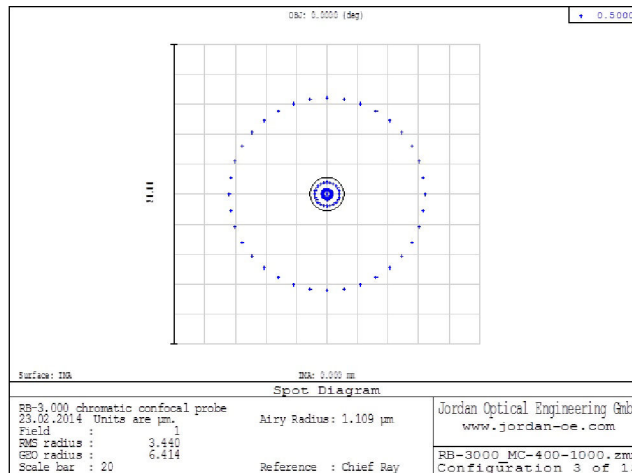 OBJ: 0.0000 (deg)
0.5000
Surface: IMA
IMA: 0.000 mm
Spot Diagram
RB-3.000 chromatic confocal probe
23.02.2014 Units are µm.
Airy Radius: 1.109 µm
Field : 1
RMS radius : 3.440
GEO radius : 6.414
Scale bar : 20
Reference : Chief Ray
Jordan Optical Engineering
www.jordan-oe.com
RB-3000_MC-400-1000.zm
Configuration 3 of